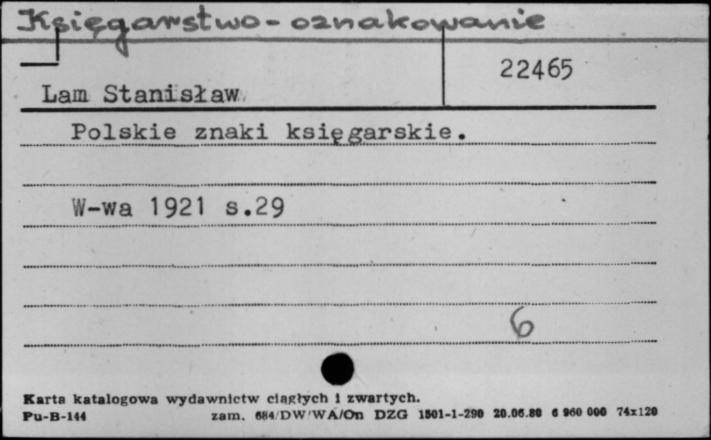 Księgarstwo - oznakowanie
22465
Lam Stanisław
Polskie znaki księgarskie.
W-wa 1921 s.29
6
Karta katalogowa wydawnictw ciągłych i zwartych.
Pu-B-144 zam. 684/DW/WA/On DZG 1501-1-290 20.06.80 6 960 000 74x120